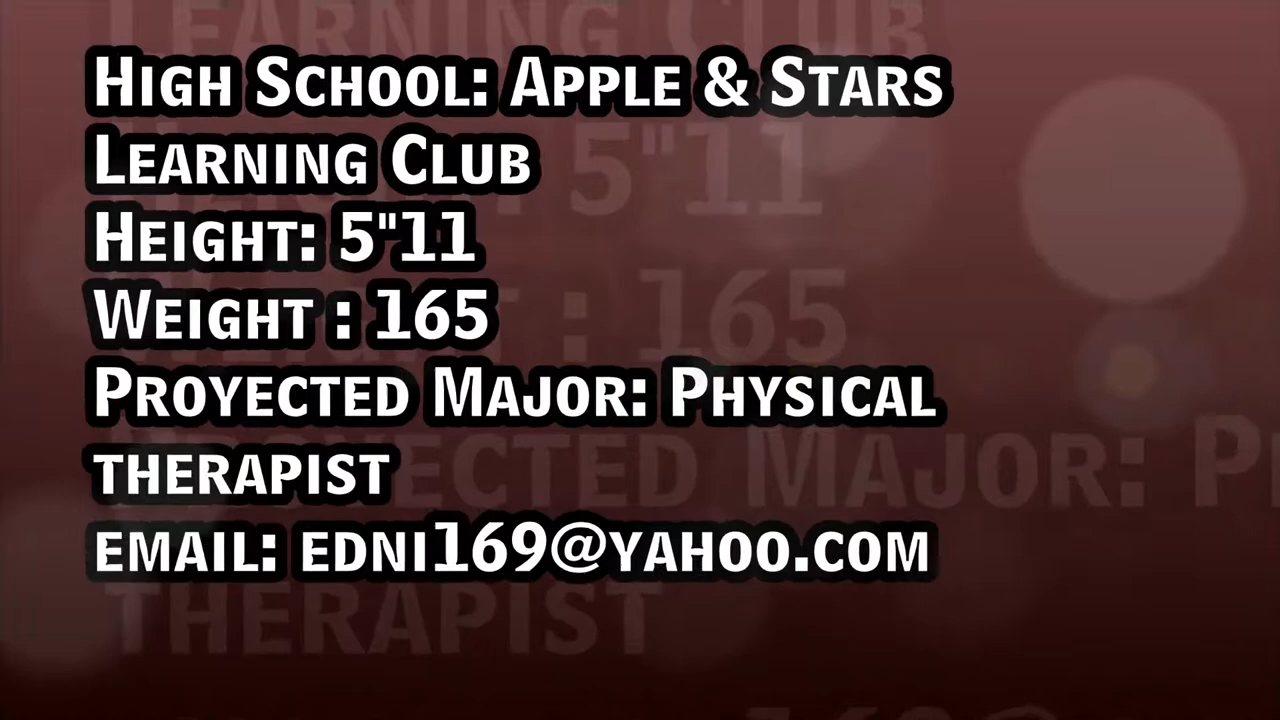 High School: Apple & Stars
Learning Club
Height: 5"11
Weight : 165
Proyected Major: Physical
therapist
email: edni169@yahoo.com